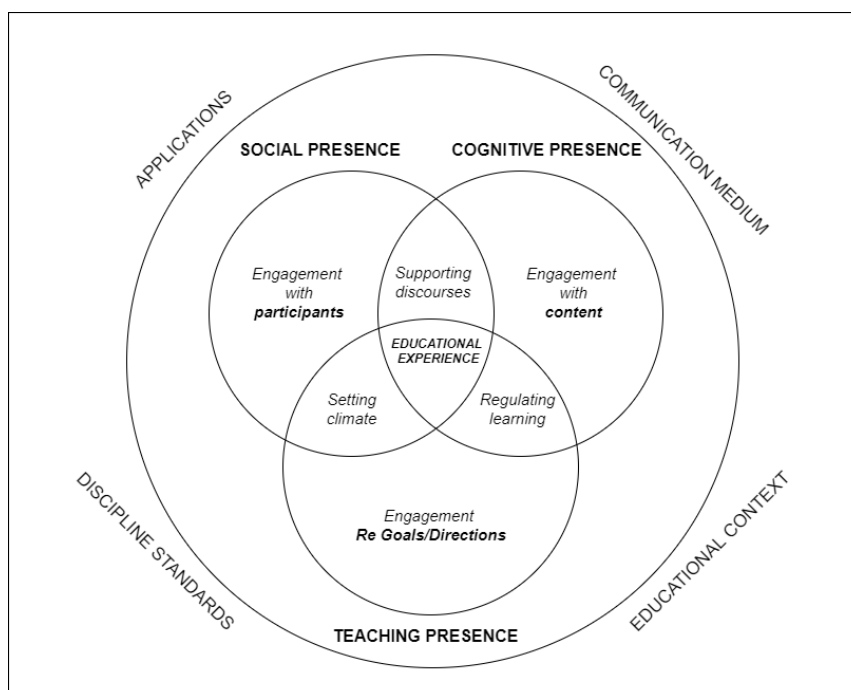 APPLICATIONS
COMMUNICATION MEDIUM
SOCIAL PRESENCE
COGNITIVE PRESENCE
Engagement
with
participants
Supporting
discourses
Engagement
with
content
EDUCATIONAL
EXPERIENCE
Setting
climate
Regulating
learning
Engagement
Re Goals/Directions
DISCIPLINE STANDARDS
EDUCATIONAL CONTEXT
TEACHING PRESENCE